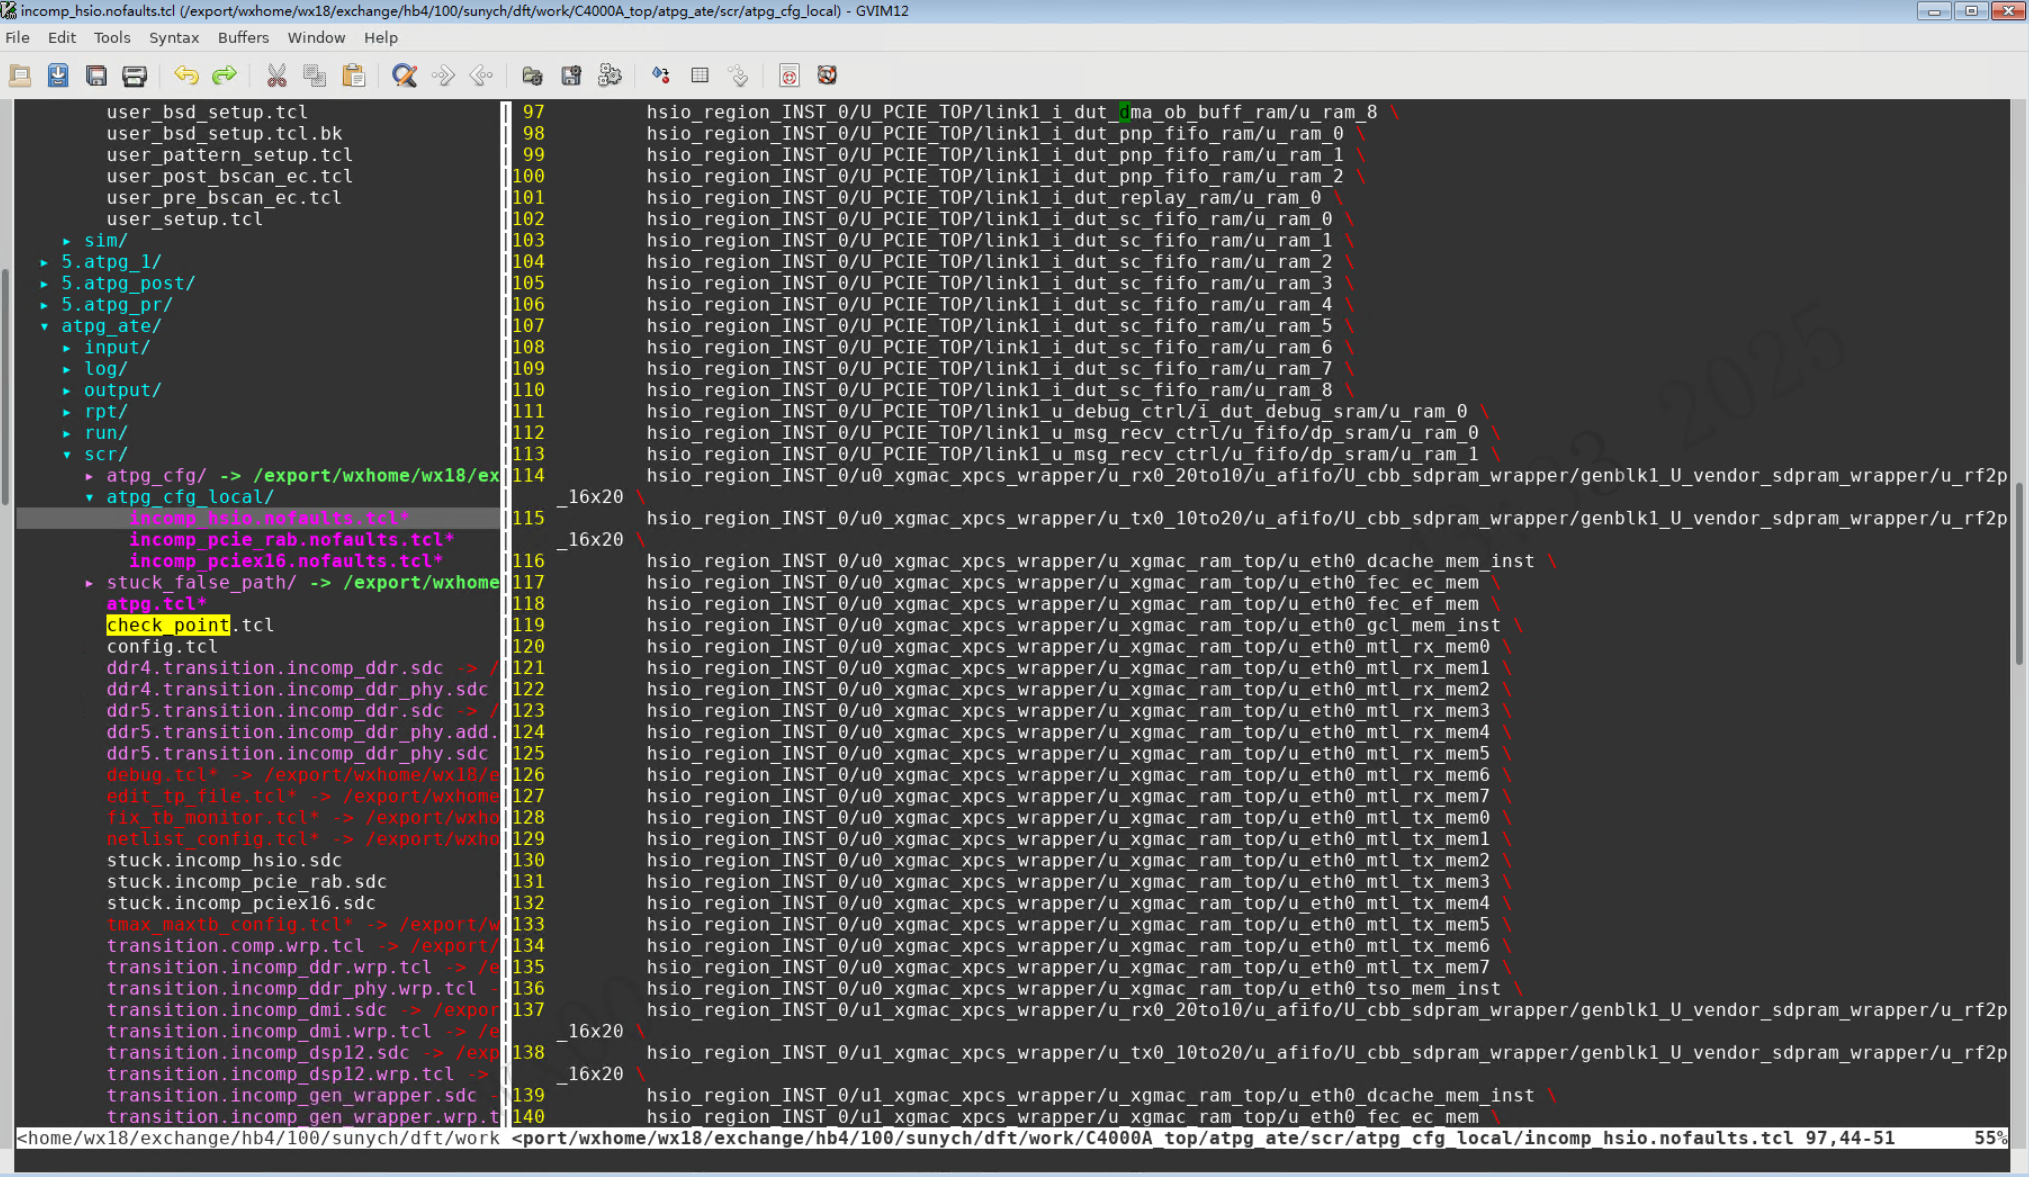 incomp_hsio.nofaults.tcl (/export/wxhome/wx18/exchange/hb4/100/sunych/dft/work/C4000A_top/atpg_ate/scr/atpg_cfg_local) - GVIM12
File Edit Tools Syntax Buffers Window Help
user_bsd_setup.tcl
user_bsd_setup.tcl.bk
user_pattern_setup.tcl
user_post_bscan_ec.tcl
user_pre_bscan_ec.tcl
user_setup.tcl
▸ sim/
▸ 5.atpg_1/
▸ 5.atpg_post/
▸ 5.atpg_pr/
▾ atpg_ate/
▸ input/
▸ log/
▸ output/
▸ rpt/
▸ run/
▾ scr/
▸ atpg_cfg/ -> /export/wxhome/wx18/ex
▾ atpg_cfg_local/
incomp_hsio.nofaults.tcl*
incomp_pcie_rab.nofaults.tcl*
incomp_pciex16.nofaults.tcl*
▸ stuck_false_path/ -> /export/wxhome
atpg.tcl*
check_point.tcl
config.tcl
ddr4.transition.incomp_ddr.sdc -> /
ddr4.transition.incomp_ddr_phy.sdc
ddr5.transition.incomp_ddr.sdc -> /
ddr5.transition.incomp_ddr_phy.add.
ddr5.transition.incomp_ddr_phy.sdc
debug.tcl* -> /export/wxhome/wx18/e
edit_tp_file.tcl* -> /export/wxhome
fix_tb_monitor.tcl* -> /export/wxho
netlist_config.tcl* -> /export/wxho
stuck.incomp_hsio.sdc
stuck.incomp_pcie_rab.sdc
stuck.incomp_pciex16.sdc
tmax_maxtb_config.tcl* -> /export/w
transition.comp.wrp.tcl -> /export/
transition.incomp_ddr.wrp.tcl -> /e
transition.incomp_ddr_phy.wrp.tcl -
transition.incomp_dmi.sdc -> /expor
transition.incomp_dmi.wrp.tcl -> /e
transition.incomp_dsp12.sdc -> /exp
transition.incomp_dsp12.wrp.tcl ->
transition.incomp_gen_wrapper.sdc -
transition.incomp_gen_wrapper.wrp.t
<home/wx18/exchange/hb4/100/sunych/dft/work
97 hsio_region_INST_0/U_PCIE_TOP/link1_i_dut_dma_ob_buff_ram/u_ram_8 \
98 hsio_region_INST_0/U_PCIE_TOP/link1_i_dut_pnp_fifo_ram/u_ram_0 \
99 hsio_region_INST_0/U_PCIE_TOP/link1_i_dut_pnp_fifo_ram/u_ram_1 \
100 hsio_region_INST_0/U_PCIE_TOP/link1_i_dut_pnp_fifo_ram/u_ram_2 \
101 hsio_region_INST_0/U_PCIE_TOP/link1_i_dut_replay_ram/u_ram_0 \
102 hsio_region_INST_0/U_PCIE_TOP/link1_i_dut_sc_fifo_ram/u_ram_0 \
103 hsio_region_INST_0/U_PCIE_TOP/link1_i_dut_sc_fifo_ram/u_ram_1 \
104 hsio_region_INST_0/U_PCIE_TOP/link1_i_dut_sc_fifo_ram/u_ram_2 \
105 hsio_region_INST_0/U_PCIE_TOP/link1_i_dut_sc_fifo_ram/u_ram_3 \
106 hsio_region_INST_0/U_PCIE_TOP/link1_i_dut_sc_fifo_ram/u_ram_4 \
107 hsio_region_INST_0/U_PCIE_TOP/link1_i_dut_sc_fifo_ram/u_ram_5 \
108 hsio_region_INST_0/U_PCIE_TOP/link1_i_dut_sc_fifo_ram/u_ram_6 \
109 hsio_region_INST_0/U_PCIE_TOP/link1_i_dut_sc_fifo_ram/u_ram_7 \
110 hsio_region_INST_0/U_PCIE_TOP/link1_i_dut_sc_fifo_ram/u_ram_8 \
111 hsio_region_INST_0/U_PCIE_TOP/link1_u_debug_ctrl/i_dut_debug_sram/u_ram_0 \
112 hsio_region_INST_0/U_PCIE_TOP/link1_u_msg_recv_ctrl/u_fifo/dp_sram/u_ram_0 \
113 hsio_region_INST_0/U_PCIE_TOP/link1_u_msg_recv_ctrl/u_fifo/dp_sram/u_ram_1 \
114 hsio_region_INST_0/u0_xgmac_xpcs_wrapper/u_rx0_20to10/u_afifo/U_cbb_sdpram_wrapper/genblk1_U_vendor_sdpram_wrapper/u_rf2p
_16x20 \
115 hsio_region_INST_0/u0_xgmac_xpcs_wrapper/u_tx0_10to20/u_afifo/U_cbb_sdpram_wrapper/genblk1_U_vendor_sdpram_wrapper/u_rf2p
_16x20 \
116 hsio_region_INST_0/u0_xgmac_xpcs_wrapper/u_xgmac_ram_top/u_eth0_dcache_mem_inst \
117 hsio_region_INST_0/u0_xgmac_xpcs_wrapper/u_xgmac_ram_top/u_eth0_fec_ec_mem \
118 hsio_region_INST_0/u0_xgmac_xpcs_wrapper/u_xgmac_ram_top/u_eth0_fec_ef_mem \
119 hsio_region_INST_0/u0_xgmac_xpcs_wrapper/u_xgmac_ram_top/u_eth0_gcl_mem_inst \
120 hsio_region_INST_0/u0_xgmac_xpcs_wrapper/u_xgmac_ram_top/u_eth0_mtl_rx_mem0 \
121 hsio_region_INST_0/u0_xgmac_xpcs_wrapper/u_xgmac_ram_top/u_eth0_mtl_rx_mem1 \
122 hsio_region_INST_0/u0_xgmac_xpcs_wrapper/u_xgmac_ram_top/u_eth0_mtl_rx_mem2 \
123 hsio_region_INST_0/u0_xgmac_xpcs_wrapper/u_xgmac_ram_top/u_eth0_mtl_rx_mem3 \
124 hsio_region_INST_0/u0_xgmac_xpcs_wrapper/u_xgmac_ram_top/u_eth0_mtl_rx_mem4 \
125 hsio_region_INST_0/u0_xgmac_xpcs_wrapper/u_xgmac_ram_top/u_eth0_mtl_rx_mem5 \
126 hsio_region_INST_0/u0_xgmac_xpcs_wrapper/u_xgmac_ram_top/u_eth0_mtl_rx_mem6 \
127 hsio_region_INST_0/u0_xgmac_xpcs_wrapper/u_xgmac_ram_top/u_eth0_mtl_rx_mem7 \
128 hsio_region_INST_0/u0_xgmac_xpcs_wrapper/u_xgmac_ram_top/u_eth0_mtl_tx_mem0 \
129 hsio_region_INST_0/u0_xgmac_xpcs_wrapper/u_xgmac_ram_top/u_eth0_mtl_tx_mem1 \
130 hsio_region_INST_0/u0_xgmac_xpcs_wrapper/u_xgmac_ram_top/u_eth0_mtl_tx_mem2 \
131 hsio_region_INST_0/u0_xgmac_xpcs_wrapper/u_xgmac_ram_top/u_eth0_mtl_tx_mem3 \
132 hsio_region_INST_0/u0_xgmac_xpcs_wrapper/u_xgmac_ram_top/u_eth0_mtl_tx_mem4 \
133 hsio_region_INST_0/u0_xgmac_xpcs_wrapper/u_xgmac_ram_top/u_eth0_mtl_tx_mem5 \
134 hsio_region_INST_0/u0_xgmac_xpcs_wrapper/u_xgmac_ram_top/u_eth0_mtl_tx_mem6 \
135 hsio_region_INST_0/u0_xgmac_xpcs_wrapper/u_xgmac_ram_top/u_eth0_mtl_tx_mem7 \
136 hsio_region_INST_0/u0_xgmac_xpcs_wrapper/u_xgmac_ram_top/u_eth0_tso_mem_inst \
137 hsio_region_INST_0/u1_xgmac_xpcs_wrapper/u_rx0_20to10/u_afifo/U_cbb_sdpram_wrapper/genblk1_U_vendor_sdpram_wrapper/u_rf2p
_16x20 \
138 hsio_region_INST_0/u1_xgmac_xpcs_wrapper/u_tx0_10to20/u_afifo/U_cbb_sdpram_wrapper/genblk1_U_vendor_sdpram_wrapper/u_rf2p
_16x20 \
139 hsio_region_INST_0/u1_xgmac_xpcs_wrapper/u_xgmac_ram_top/u_eth0_dcache_mem_inst \
140 hsio_region_INST_0/u1_xgmac_xpcs_wrapper/u_xgmac_ram_top/u_eth0_fec_ec_mem \
<port/wxhome/wx18/exchange/hb4/100/sunych/dft/work/C4000A_top/atpg_ate/scr/atpg_cfg_local/incomp_hsio.nofaults.tcl 97,44-51 55%
2025